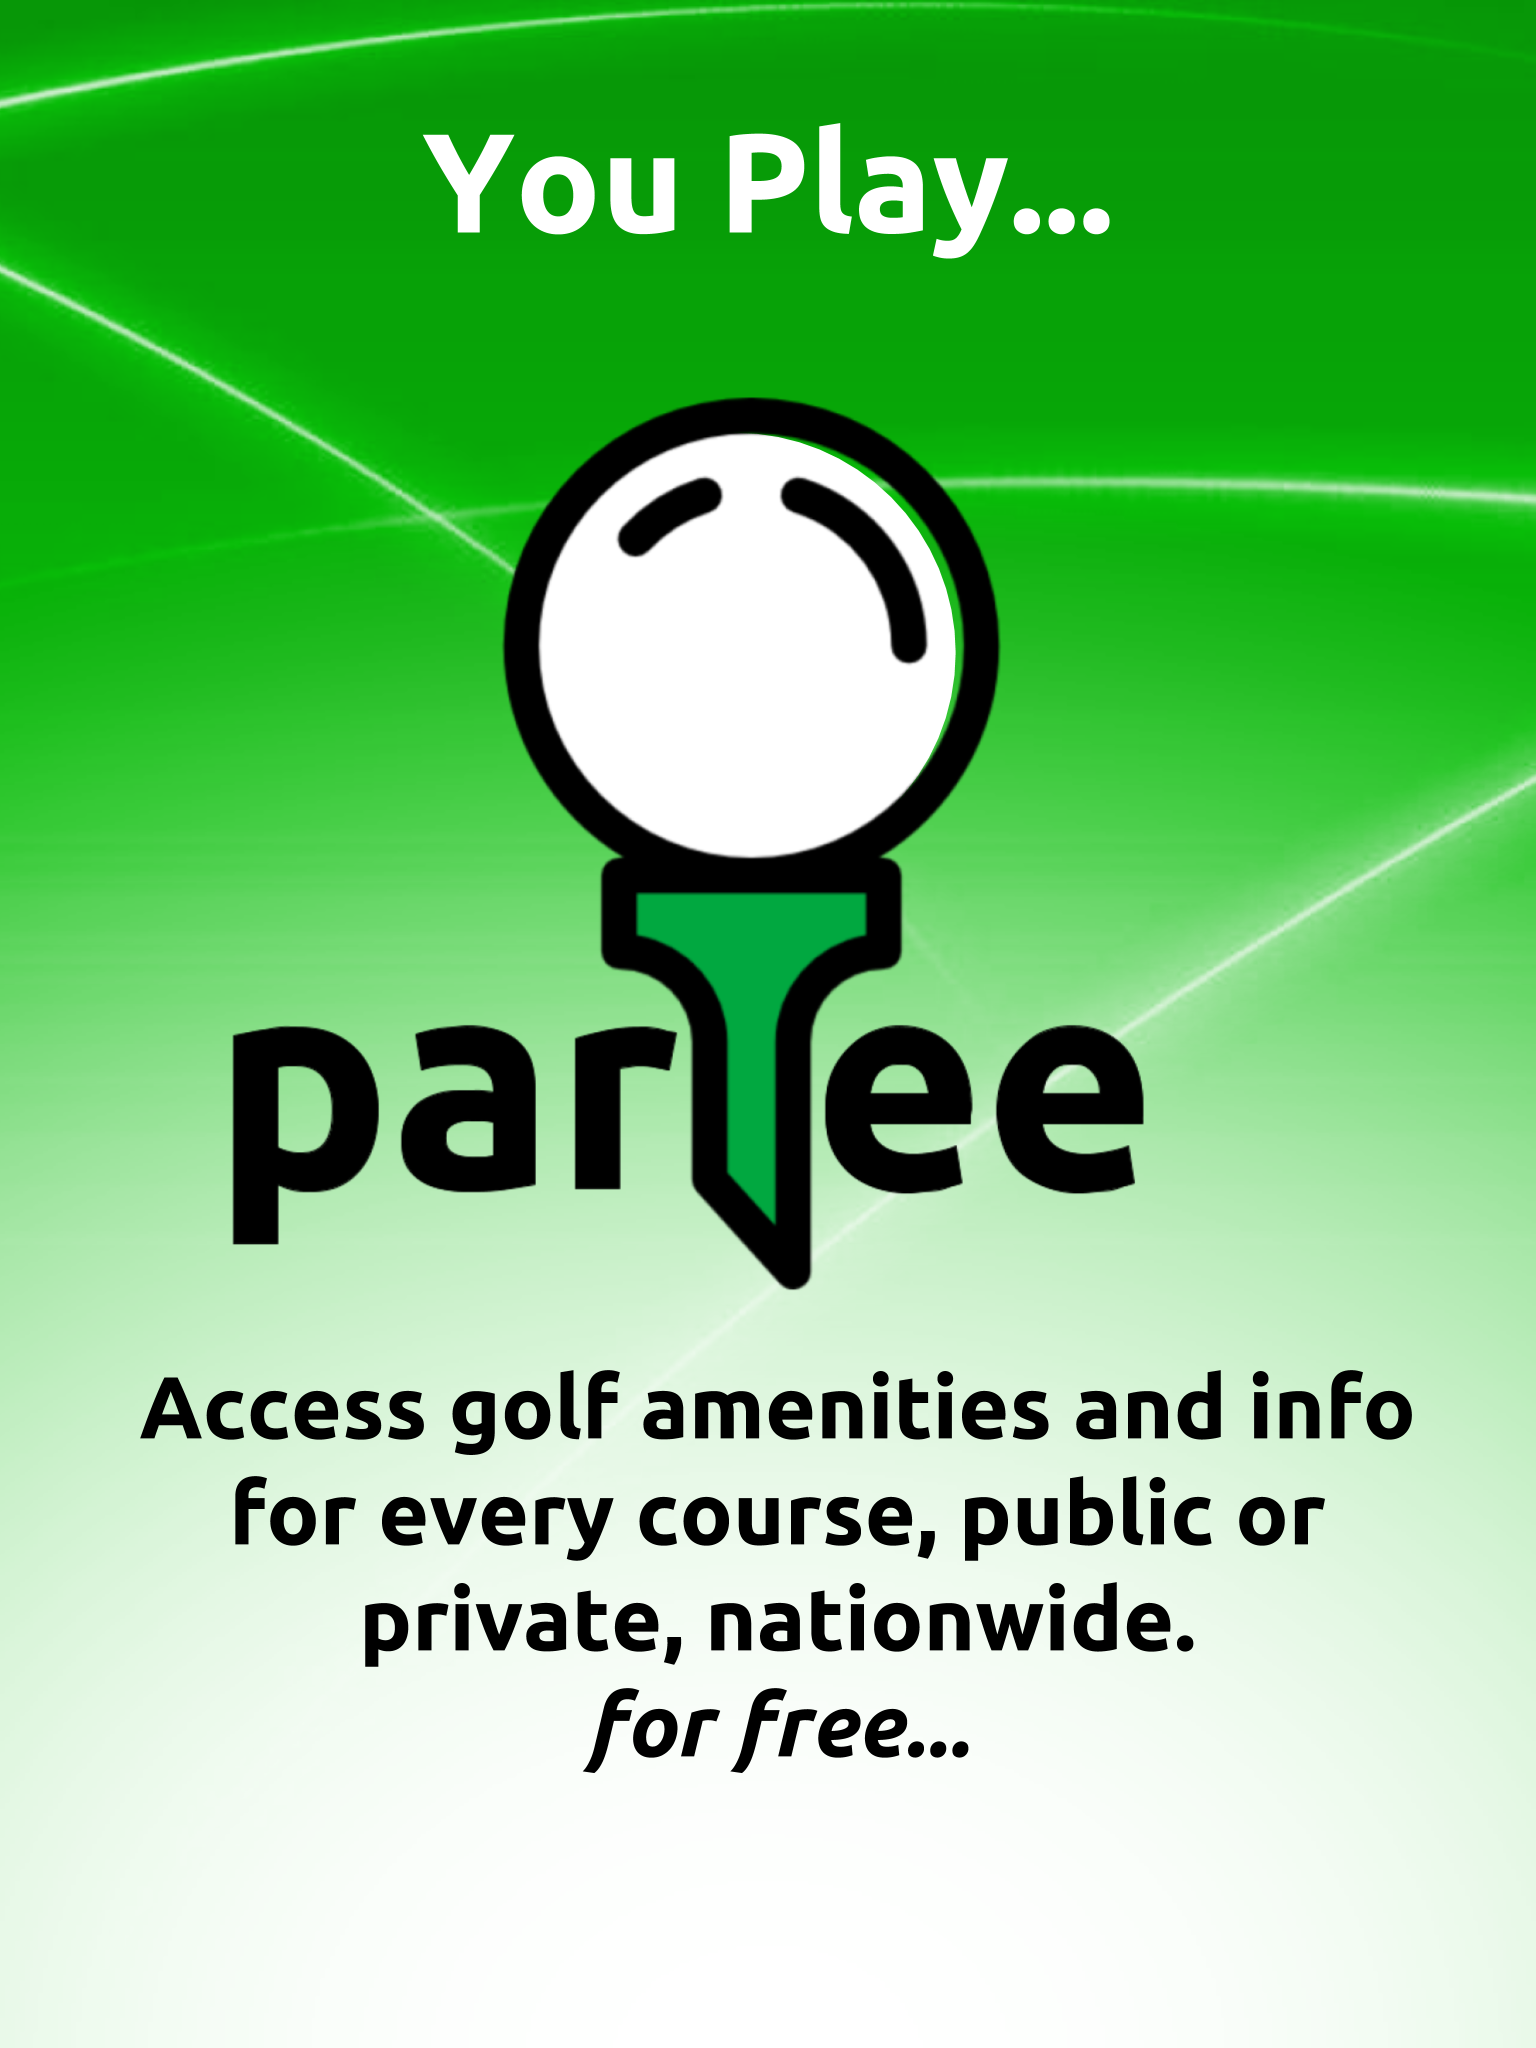 You Play...
partee
Access golf amenities and info
for every course, public or
private, nationwide.
for free...